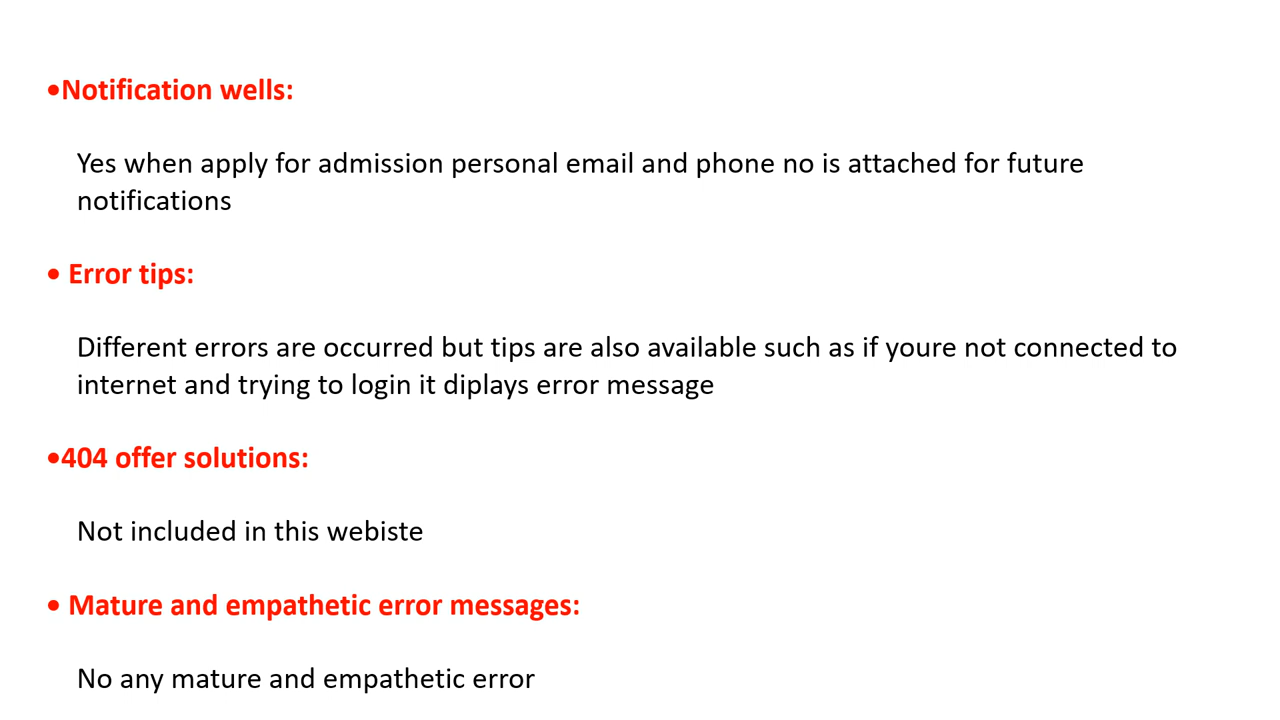 •Notification wells:
Yes when apply for admission personal email and phone no is attached for future
notifications
• Error tips:
Different errors are occurred but tips are also available such as if youre not connected to
internet and trying to login it diplays error message
•404 offer solutions:
Not included in this webiste
• Mature and empathetic error messages:
No any mature and empathetic error